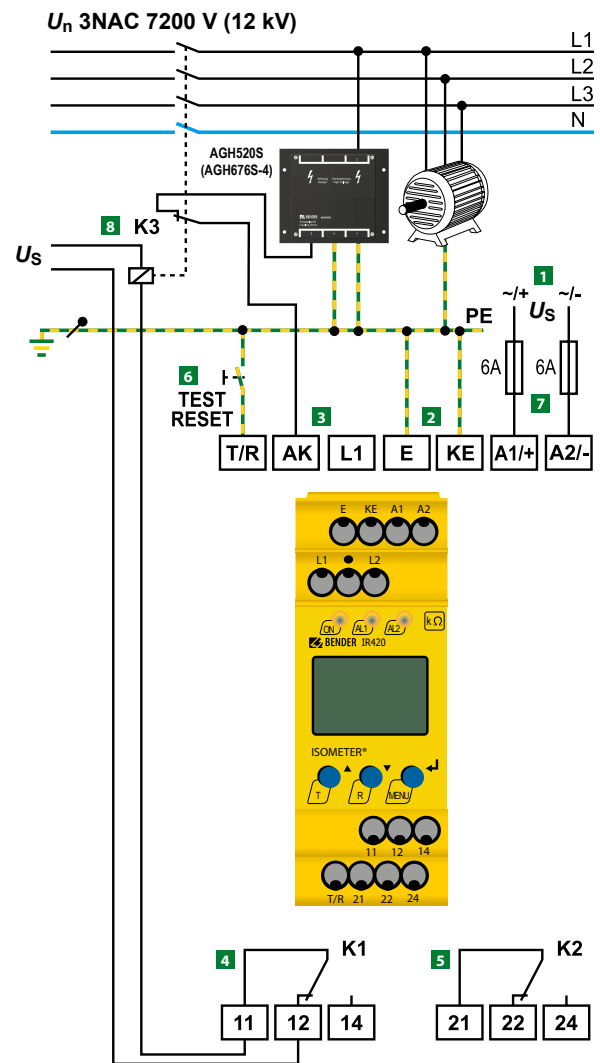 Un 3NAC 7200 V (12 kV)
L1
L2
L3
N
AGH520S
(AGH676S-4)
BENDER
8 K3
US
PE
1
~/+ US ~/-
6A 6A
7
6
TEST
RESET
3
2
T/R AK L1 E KE A1/+ A2/-
E KE A1 A2
L1 L2
ON AL1 AL2 kΩ
BENDER IR420
ISOMETER®
T R MENU
11 12 14
T/R 21 22 24
4 K1
5 K2
11 12 14 21 22 24